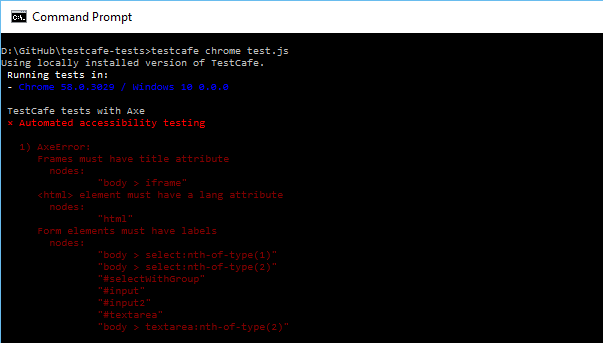 Command Prompt
D:\GitHub\testcafe-tests>testcafe chrome test.js
Using locally installed version of TestCafe.
Running tests in:
- Chrome 59.0.3029 / Windows 10 0.0.0
TestCafe tests with Axe
× Automated accessibility testing
1) AxeError:
Frames must have title attribute
nodes:
"body > iframe"
<html> element must have a lang attribute
nodes:
"html"
Form elements must have labels
nodes:
"body > select:nth-of-type(1)"
"body > select:nth-of-type(2)"
"#selectWithGroup"
"#input"
"#input2"
"#textarea"
"body > textarea:nth-of-type(2)"